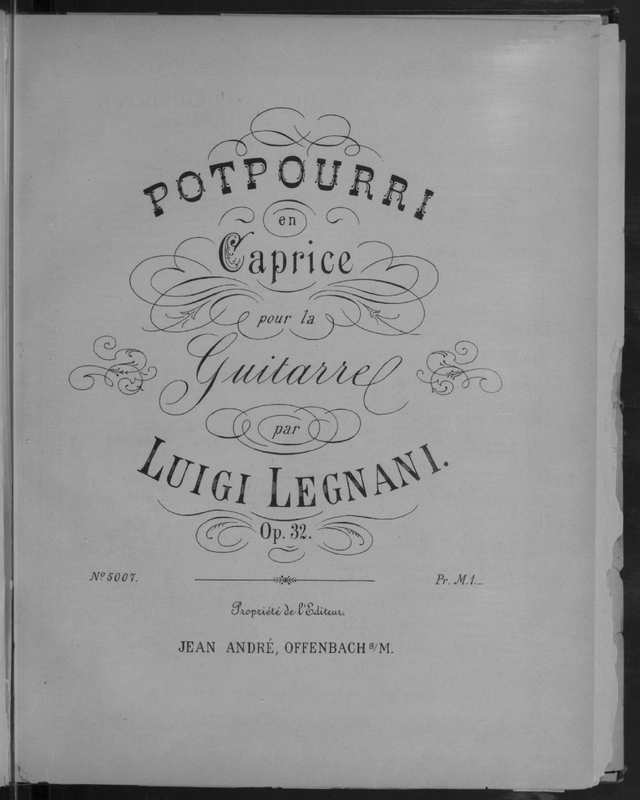 POTPOURRI
en
Caprice
pour la
Guitarre
par
LUIGI LEGNANI.
Op. 32.
Nº 5007.
Pr. M.1._
Propriété de l'Editeur.
JEAN ANDRÉ, OFFENBACH a/M.